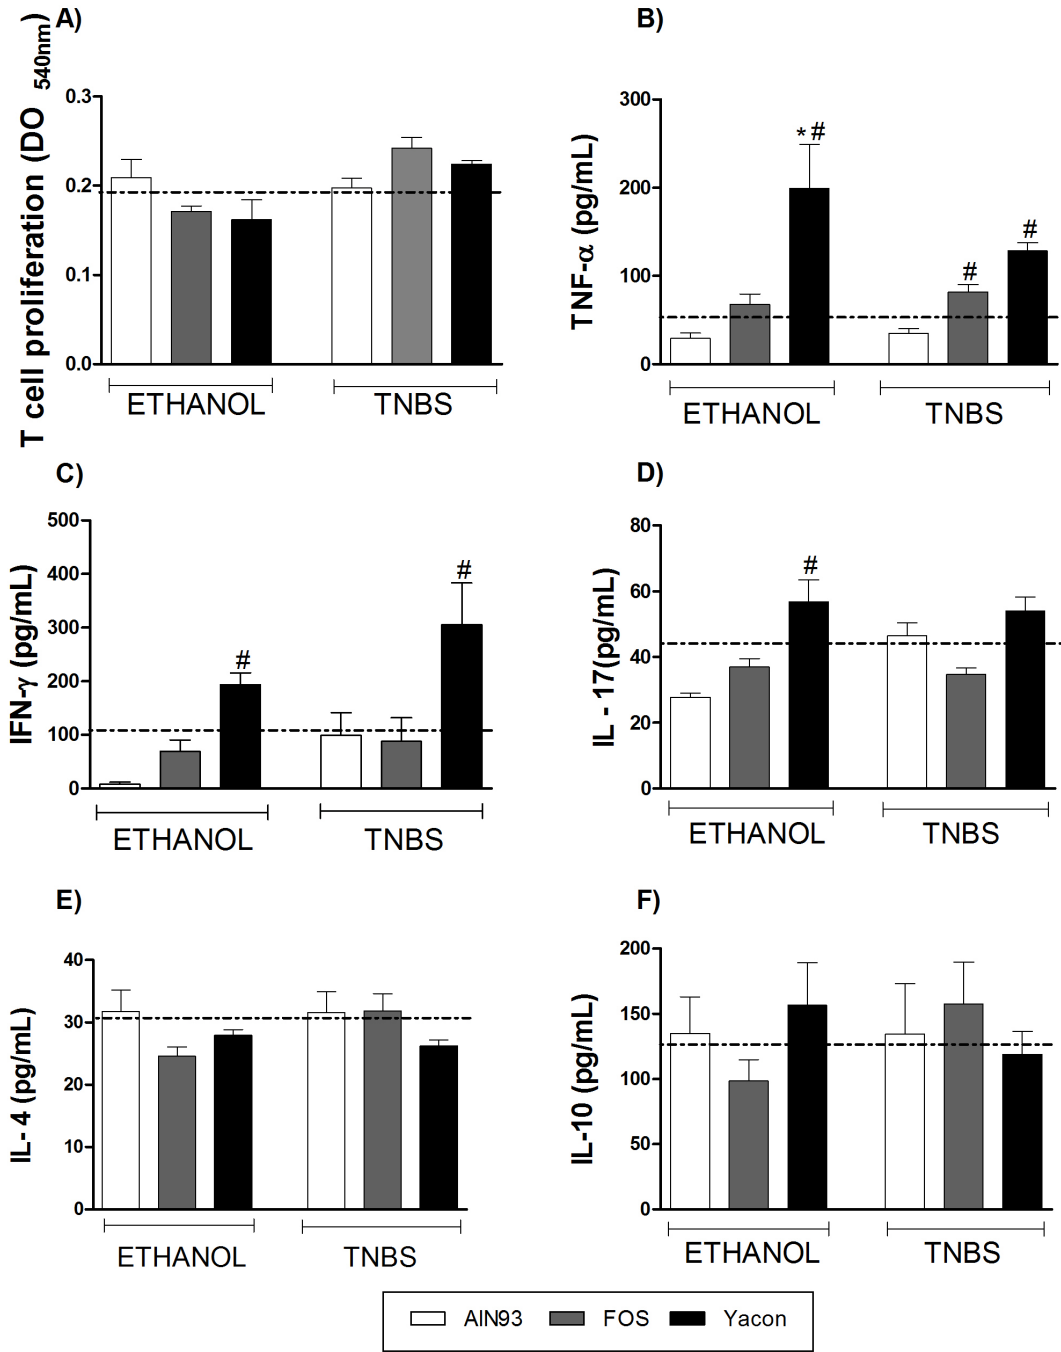 A)
T cell proliferation (DO 540nm)
0.3
0.2
0.1
0.0
ETHANOL
TNBS
B)
TNF-α (pg/mL)
300
200
100
0
*#
#
#
ETHANOL
TNBS
C)
IFN-γ (pg/mL)
500
400
300
200
100
0
#
#
ETHANOL
TNBS
D)
IL - 17(pg/mL)
80
60
40
20
0
#
ETHANOL
TNBS
E)
IL- 4 (pg/mL)
40
30
20
10
0
ETHANOL
TNBS
F)
IL-10 (pg/mL)
200
150
100
50
0
ETHANOL
TNBS
AIN93 FOS Yacon